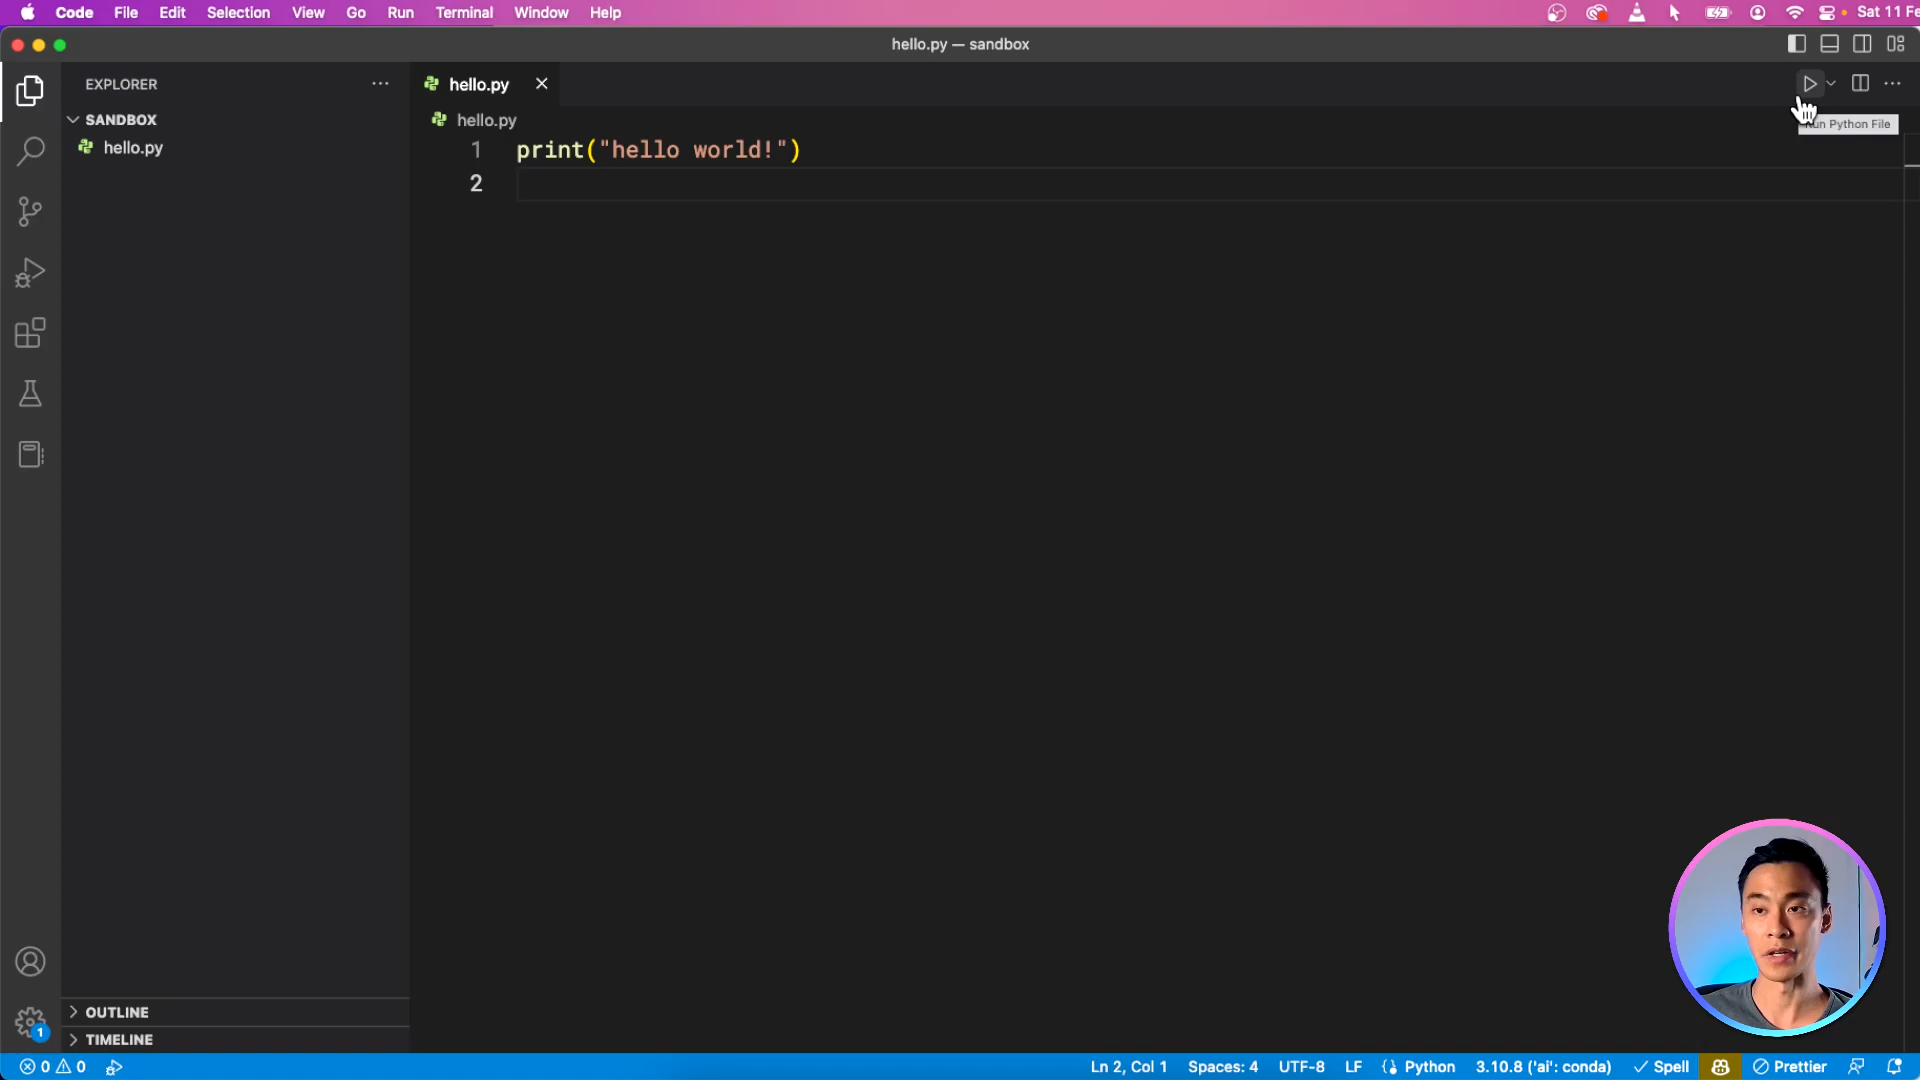 Code File Edit Selection View Go Run Terminal Window Help Sat 11 Fe
hello.py — sandbox
EXPLORER
hello.py
SANDBOX
hello.py
hello.py
Run Python File
1 print("hello world!")
2
OUTLINE
1
TIMELINE
0 0 Ln 2, Col 1 Spaces: 4 UTF-8 LF Python 3.10.8 ('ai': conda) Spell Prettier